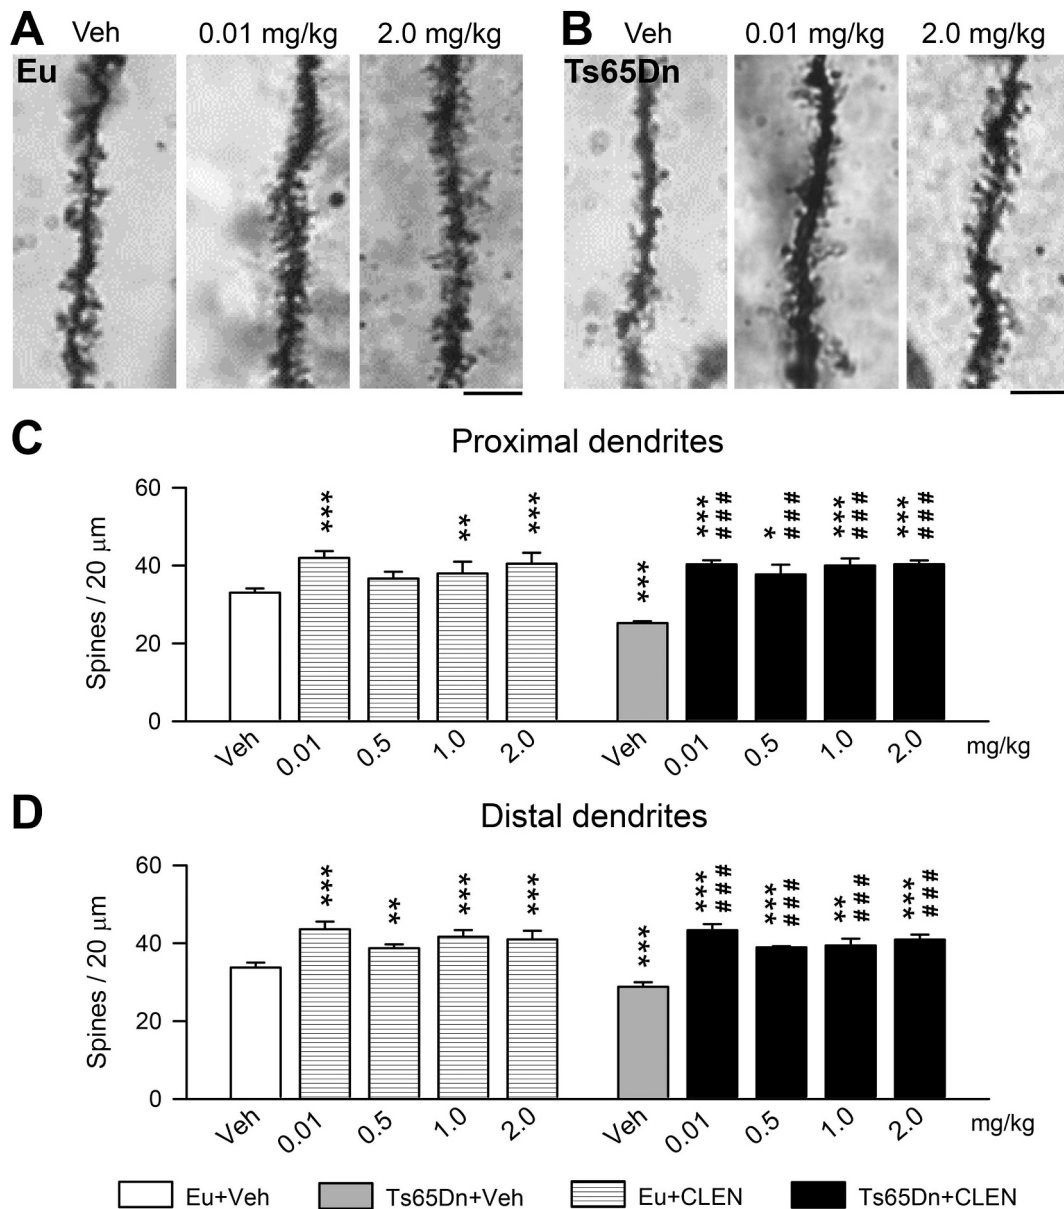 A Veh 0.01 mg/kg 2.0 mg/kg B Veh 0.01 mg/kg 2.0 mg/kg
Eu Ts65Dn
C Proximal dendrites
60
40
20
0
Spines / 20 µm
*** ** *** *** *** ### * ### *** ### *** ###
Veh 0.01 0.5 1.0 2.0 Veh 0.01 0.5 1.0 2.0 mg/kg
D Distal dendrites
60
40
20
0
Spines / 20 µm
*** ** *** *** *** *** ### *** ### ** ### *** ###
Veh 0.01 0.5 1.0 2.0 Veh 0.01 0.5 1.0 2.0 mg/kg
Eu+Veh Ts65Dn+Veh Eu+CLEN Ts65Dn+CLEN